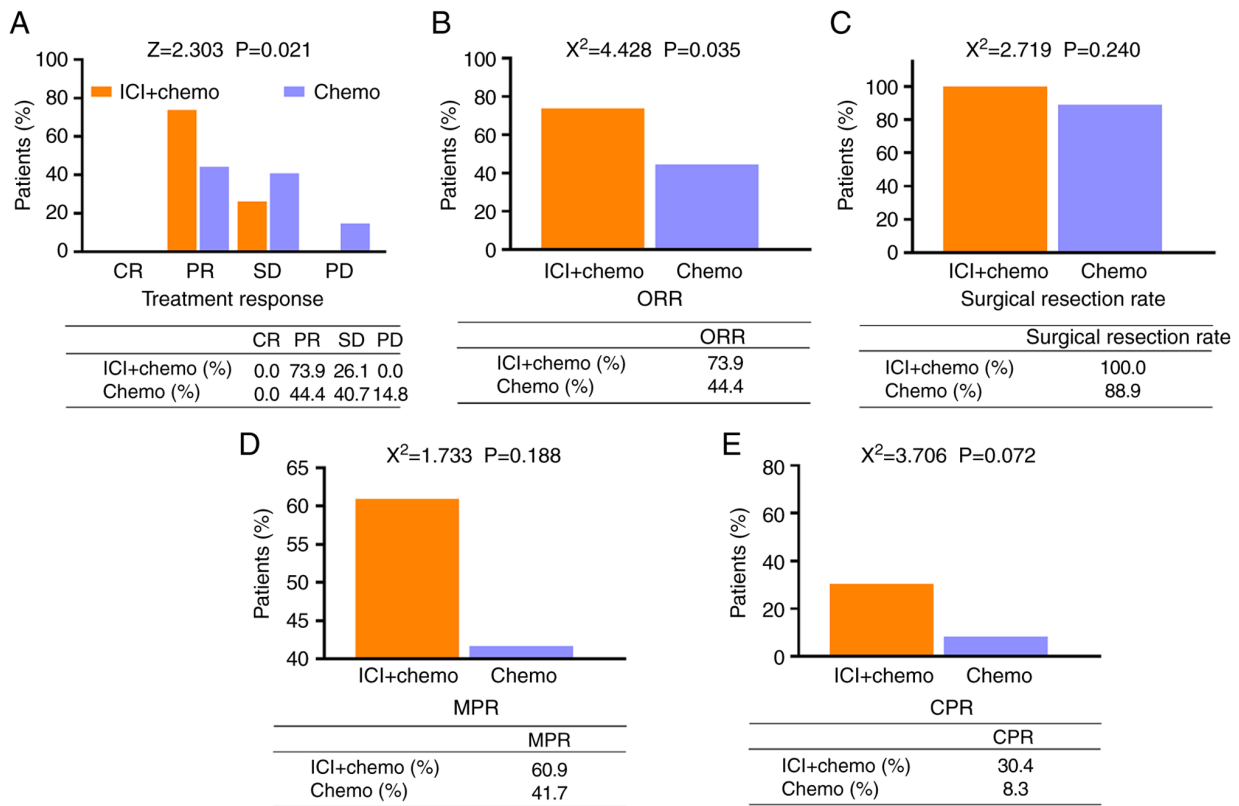 A
Z=2.303 P=0.021
100
80
60
40
20
0
Patients (%)
ICI+chemo
Chemo
CR PR SD PD
Treatment response
CR PR SD PD
ICI+chemo (%) 0.0 73.9 26.1 0.0
Chemo (%) 0.0 44.4 40.7 14.8
B
X²=4.428 P=0.035
100
80
60
40
20
0
Patients (%)
ICI+chemo Chemo
ORR
ORR
ICI+chemo (%) 73.9
Chemo (%) 44.4
C
X²=2.719 P=0.240
100
80
60
40
20
0
Patients (%)
ICI+chemo Chemo
Surgical resection rate
Surgical resection rate
ICI+chemo (%) 100.0
Chemo (%) 88.9
D
X²=1.733 P=0.188
65
60
55
50
45
40
Patients (%)
ICI+chemo Chemo
MPR
MPR
ICI+chemo (%) 60.9
Chemo (%) 41.7
E
X²=3.706 P=0.072
80
60
40
20
0
Patients (%)
ICI+chemo Chemo
CPR
CPR
ICI+chemo (%) 30.4
Chemo (%) 8.3